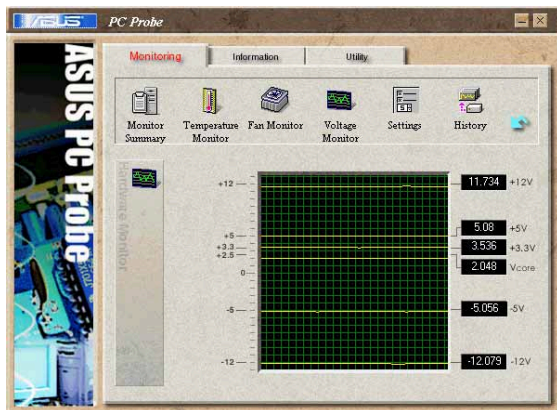 ASUS
PC Probe
ASUS PC Probe
Monitoring
Information
Utility
Monitor Summary
Temperature Monitor
Fan Monitor
Voltage Monitor
Settings
History
Hardware Monitor
+12
+5
+3.3
+2.5
0
-5
-12
11.734 +12V
5.08 +5V
3.536 +3.3V
2.048 Vcore
-5.056 -5V
-12.079 -12V